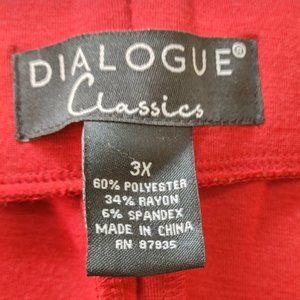 DIALOGUE®
Classics
3X
60% POLYESTER
34% RAYON
6% SPANDEX
MADE IN CHINA
RN 87935